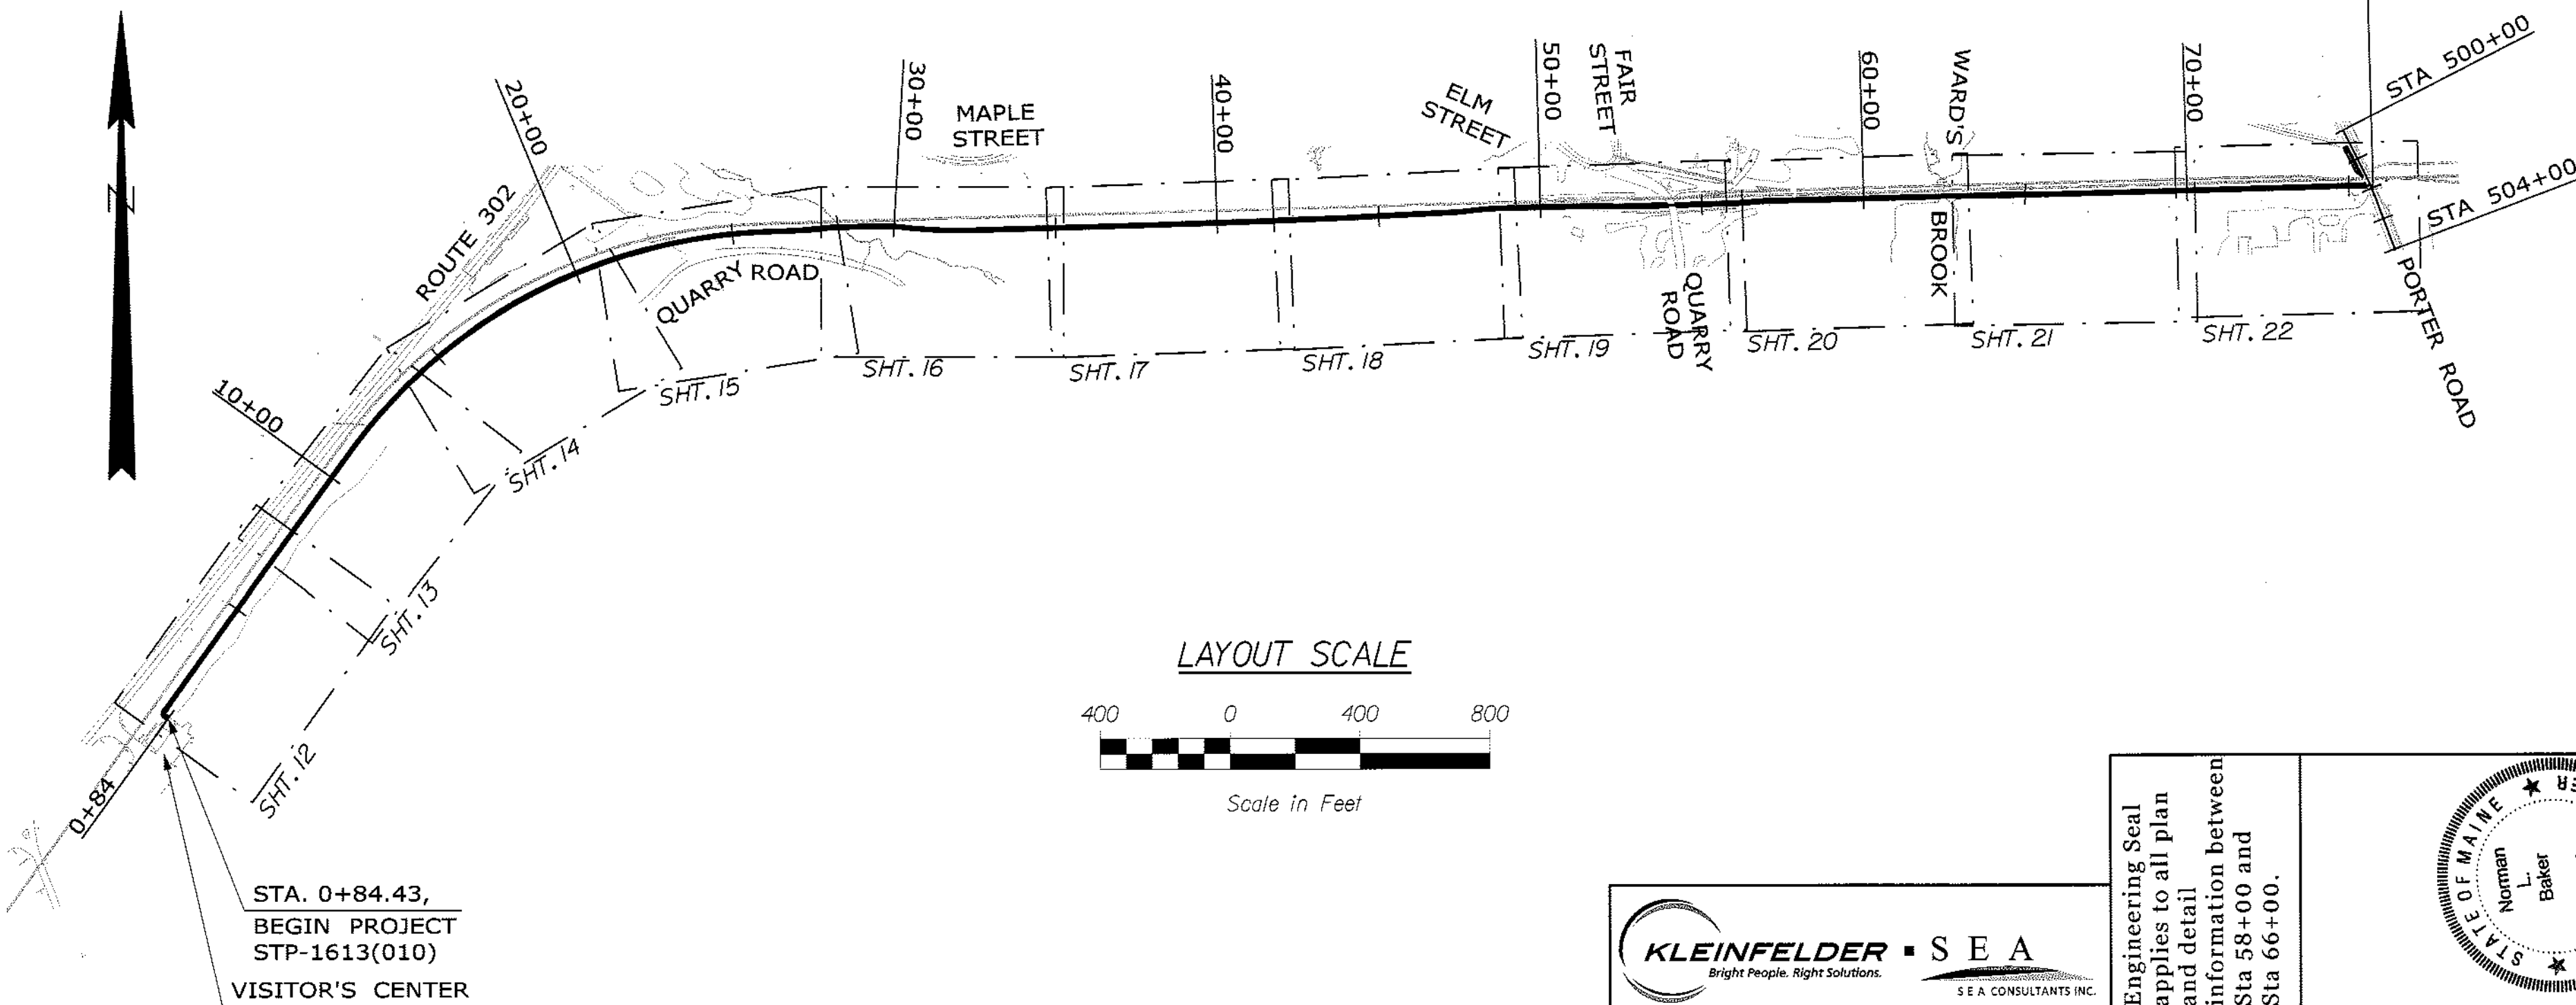 N
20+00
30+00
MAPLE
STREET
40+00
ELM
STREET
50+00
FAIR
STREET
60+00
WARD'S
BROOK
70+00
STA 500+00
STA 504+00
PORTER ROAD
ROUTE 302
QUARRY ROAD
QUARRY
ROAD
10+00
0+84
SHT. 12
SHT. 13
SHT. 14
SHT. 15
SHT. 16
SHT. 17
SHT. 18
SHT. 19
SHT. 20
SHT. 21
SHT. 22
LAYOUT SCALE
400 0 400 800
Scale in Feet
STA. 0+84.43,
BEGIN PROJECT
STP-1613(010)
VISITOR'S CENTER
KLEINFELDER ▪ S E A
Bright People. Right Solutions.
S E A CONSULTANTS INC.
Engineering Seal
applies to all plan
and detail
information between
Sta 58+00 and
Sta 66+00.
STATE OF MAINE
Norman
L.
Baker